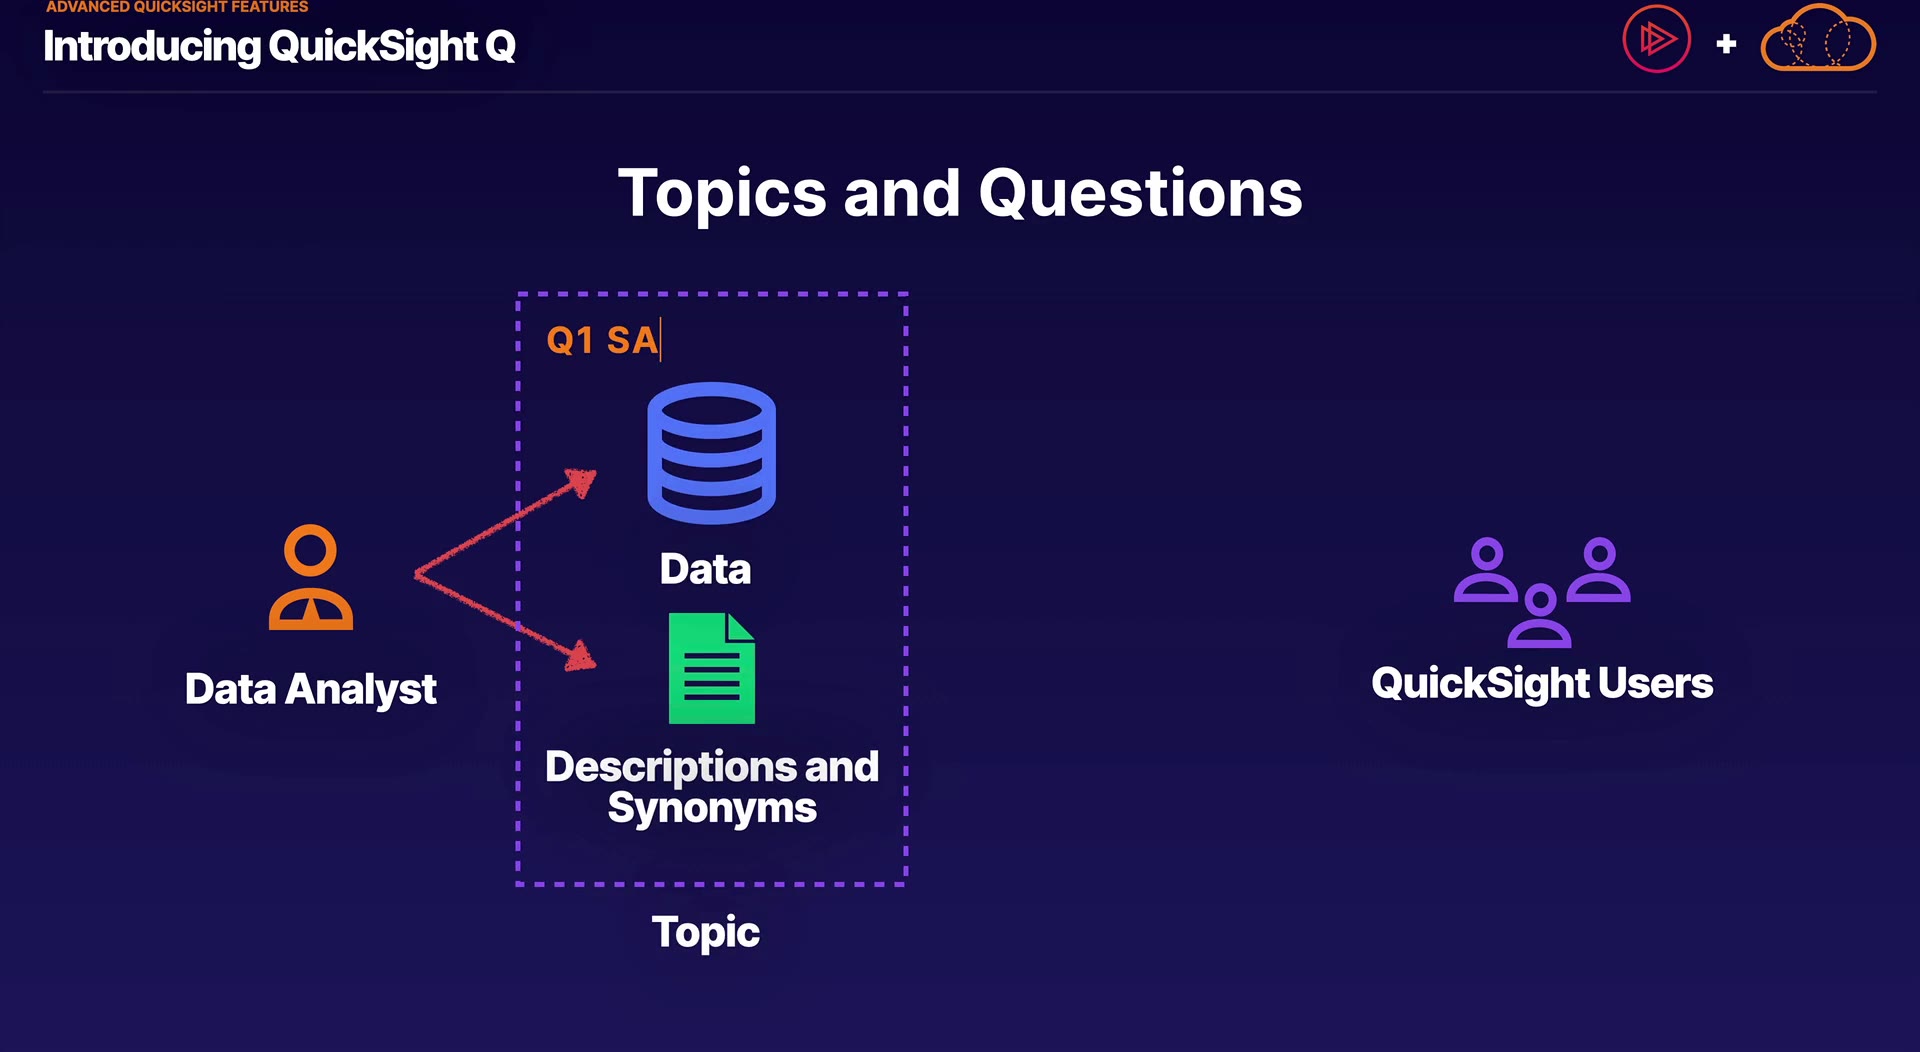 ADVANCED QUICKSIGHT FEATURES
Introducing QuickSight Q
Topics and Questions
Q1 SA
Data
Data Analyst
Descriptions and
Synonyms
Topic
QuickSight Users